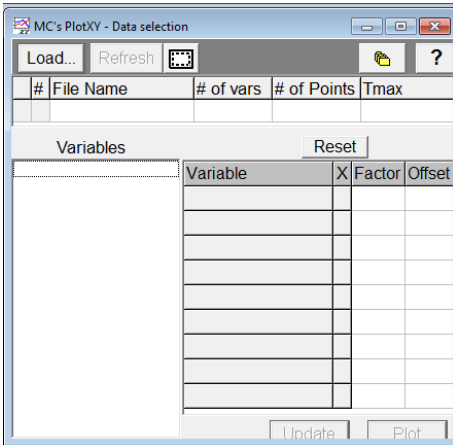 MC's PlotXY - Data selection
Load... Refresh ?
# File Name # of vars # of Points Tmax
Variables Reset
Variable X Factor Offset
Update Plot